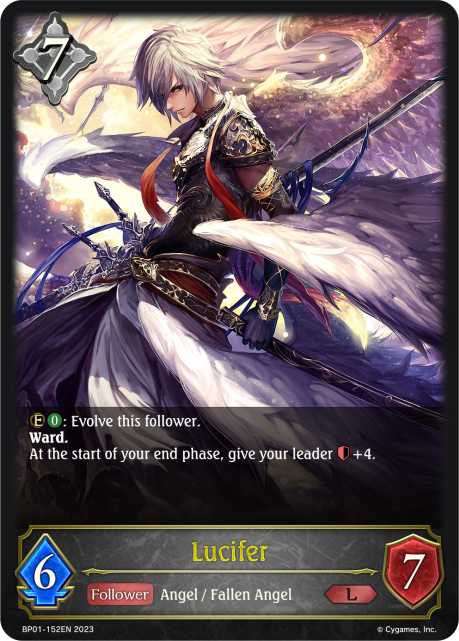 7
E 0: Evolve this follower.
Ward.
At the start of your end phase, give your leader +4.
Lucifer
6
Follower Angel / Fallen Angel L
7
BP01-152EN 2023 © Cygames, Inc.